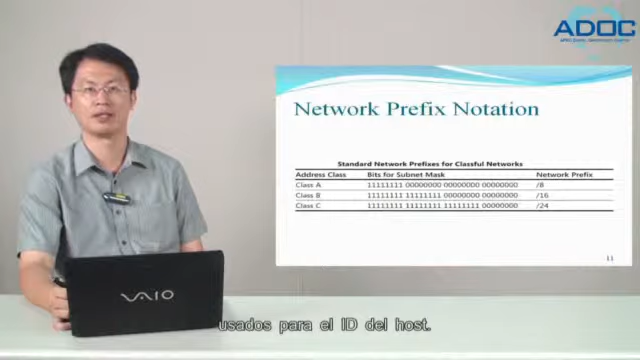 ADOC
Network Prefix Notation
Standard Network Prefixes for Classful Networks
Address Class Bits for Subnet Mask Network Prefix
Class A 11111111 00000000 00000000 00000000 /8
Class B 11111111 11111111 00000000 00000000 /16
Class C 11111111 11111111 11111111 00000000 /24
11
VAIO
usados para el ID del host.